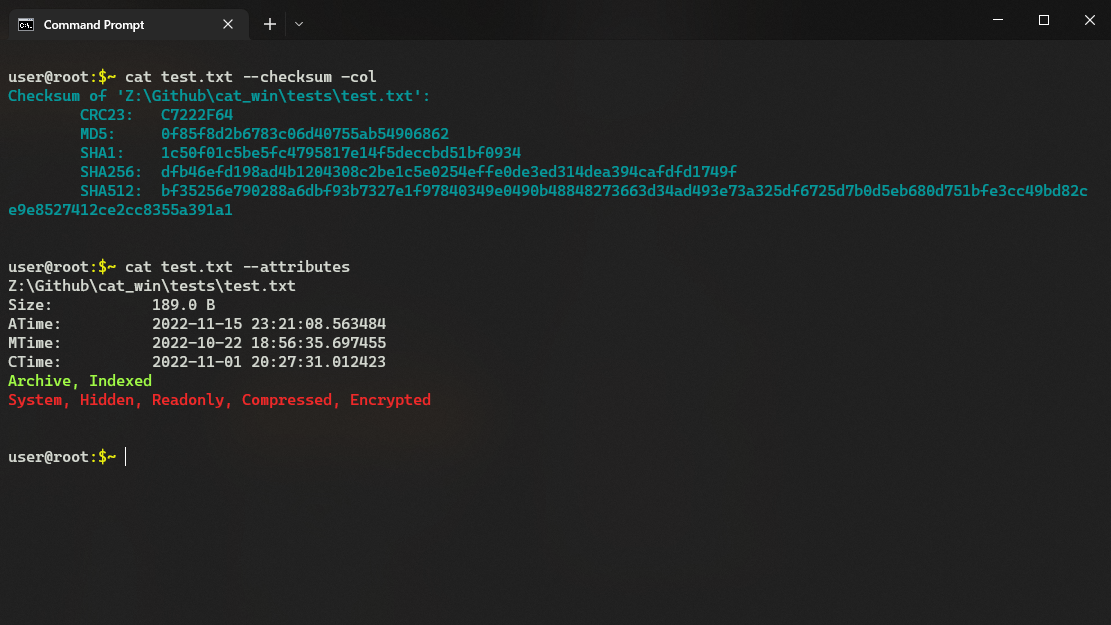 Command Prompt
user@root:$~ cat test.txt --checksum -col
Checksum of 'Z:\Github\cat_win\tests\test.txt':
CRC23: C7222F64
MD5: 0f85f8d2b6783c06d40755ab54906862
SHA1: 1c50f01c5be5fc4795817e14f5deccbd51bf0934
SHA256: dfb46efd198ad4b1204308c2be1c5e0254effe0de3ed314dea394cafdfd1749f
SHA512: bf35256e790288a6dbf93b7327e1f97840349e0490b48848273663d34ad493e73a325df6725d7b0d5eb680d751bfe3cc49bd82c
e9e8527412ce2cc8355a391a1
user@root:$~ cat test.txt --attributes
Z:\Github\cat_win\tests\test.txt
Size: 189.0 B
ATime: 2022-11-15 23:21:08.563484
MTime: 2022-10-22 18:56:35.697455
CTime: 2022-11-01 20:27:31.012423
Archive, Indexed
System, Hidden, Readonly, Compressed, Encrypted
user@root:$~